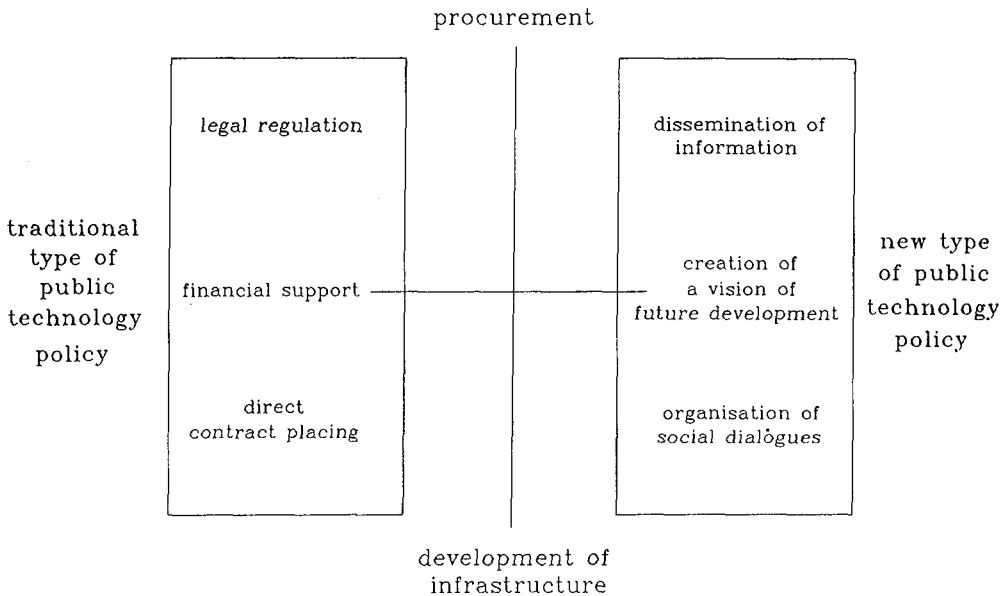 procurement
traditional
type of
public
technology
policy
legal regulation
financial support
direct
contract placing
dissemination of
information
creation of
a vision of
future development
organisation of
social dialogues
new type
of public
technology
policy
development of
infrastructure